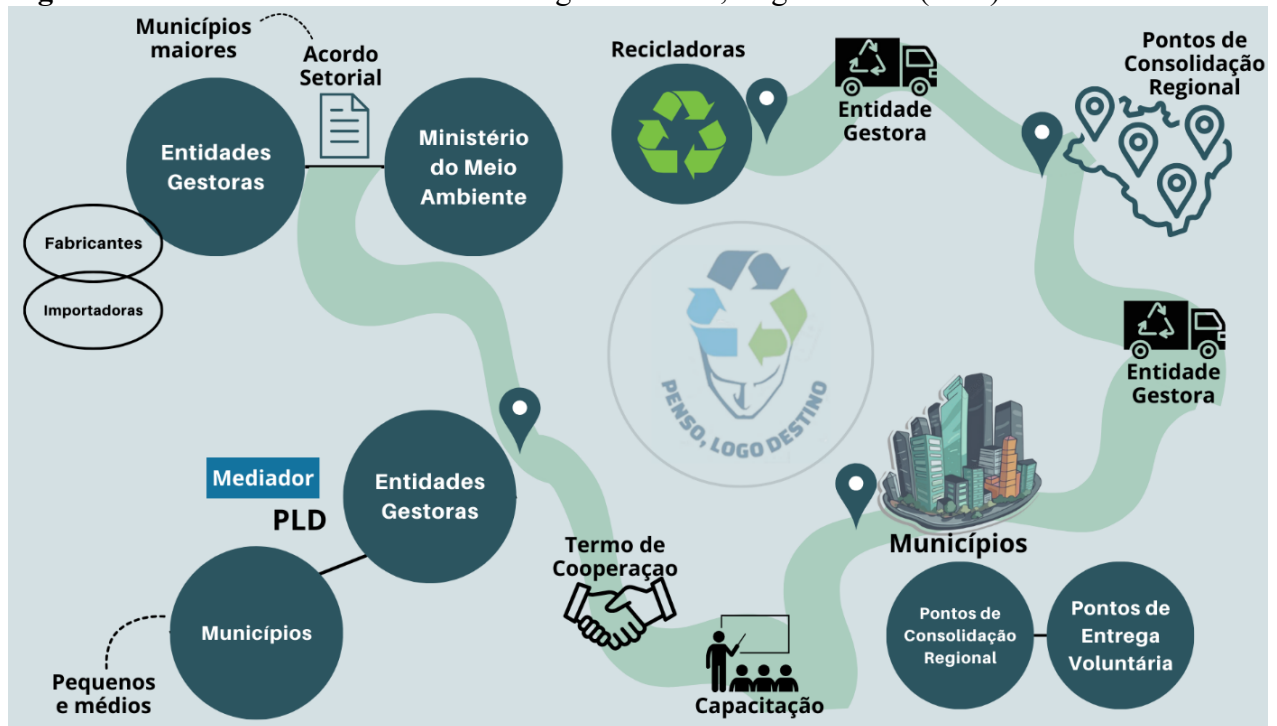 Municípios
maiores
Acordo
Setorial
Entidades
Gestoras
Ministério
do Meio
Ambiente
Fabricantes
Importadoras
Recicladoras
Entidade
Gestora
Pontos de
Consolidação
Regional
Entidade
Gestora
PENSO, LOGO DESTINO
Mediador
PLD
Entidades
Gestoras
Municípios
Pequenos
e médios
Termo de
Cooperaçao
Capacitação
Municípios
Pontos de
Consolidação
Regional
Pontos de
Entrega
Voluntária